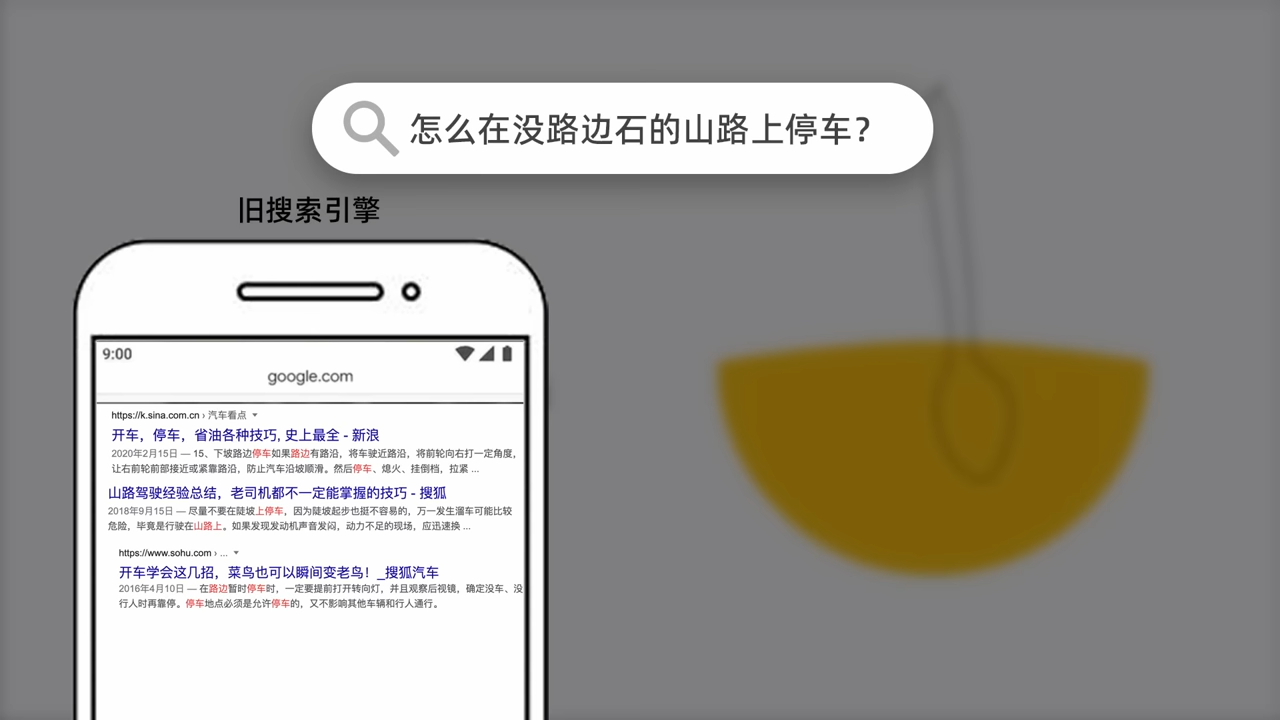 怎么在没路边石的山路上停车？
旧搜索引擎
9:00
google.com
https://k.sina.com.cn › 汽车看点
开车，停车，省油各种技巧, 史上最全 - 新浪
2020年2月15日 — 15、下坡路边停车如果路边有路沿，将车驶近路沿，将前轮向右打一定角度，
让右前轮前部接近或紧靠路沿，防止汽车沿坡顺滑。然后停车、熄火、挂倒档，拉紧 ...
山路驾驶经验总结，老司机都不一定能掌握的技巧 - 搜狐
2018年9月15日 — 尽量不要在陡坡上停车，因为陡坡起步也挺不容易的，万一发生溜车可能比较
危险，毕竟是行驶在山路上。如果发现发动机声音发闷，动力不足的现场，应迅速换 ...
https://www.sohu.com › ...
开车学会这几招，菜鸟也可以瞬间变老鸟！_搜狐汽车
2016年4月10日 — 在路边暂时停车时，一定要提前打开转向灯，并且观察后视镜，确定没车、没
行人时再靠停。停车地点必须是允许停车的，又不影响其他车辆和行人通行。